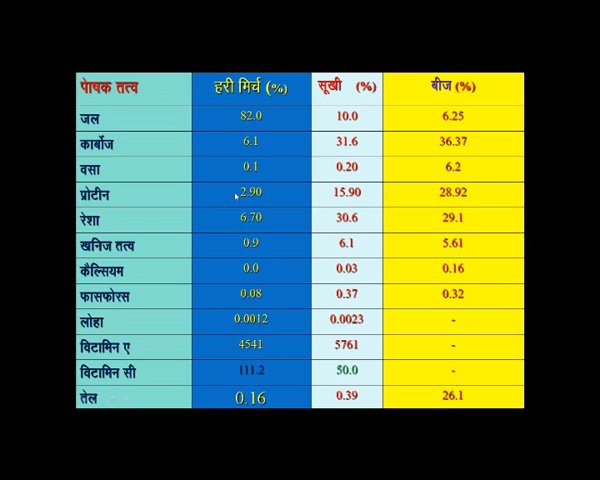 पोषक तत्व हरी मिर्च (%) सूखी (%) बीज (%)
जल 82.0 10.0 6.25
कार्बोज 6.1 31.6 36.37
वसा 0.1 0.20 6.2
प्रोटीन 2.90 15.90 28.92
रेशा 6.70 30.6 29.1
खनिज तत्व 0.9 6.1 5.61
कैल्सियम 0.0 0.03 0.16
फासफोरस 0.08 0.37 0.32
लोहा 0.0012 0.0023 -
विटामिन ए 4541 5761 -
विटामिन सी 111.2 50.0 -
तेल 0.16 0.39 26.1